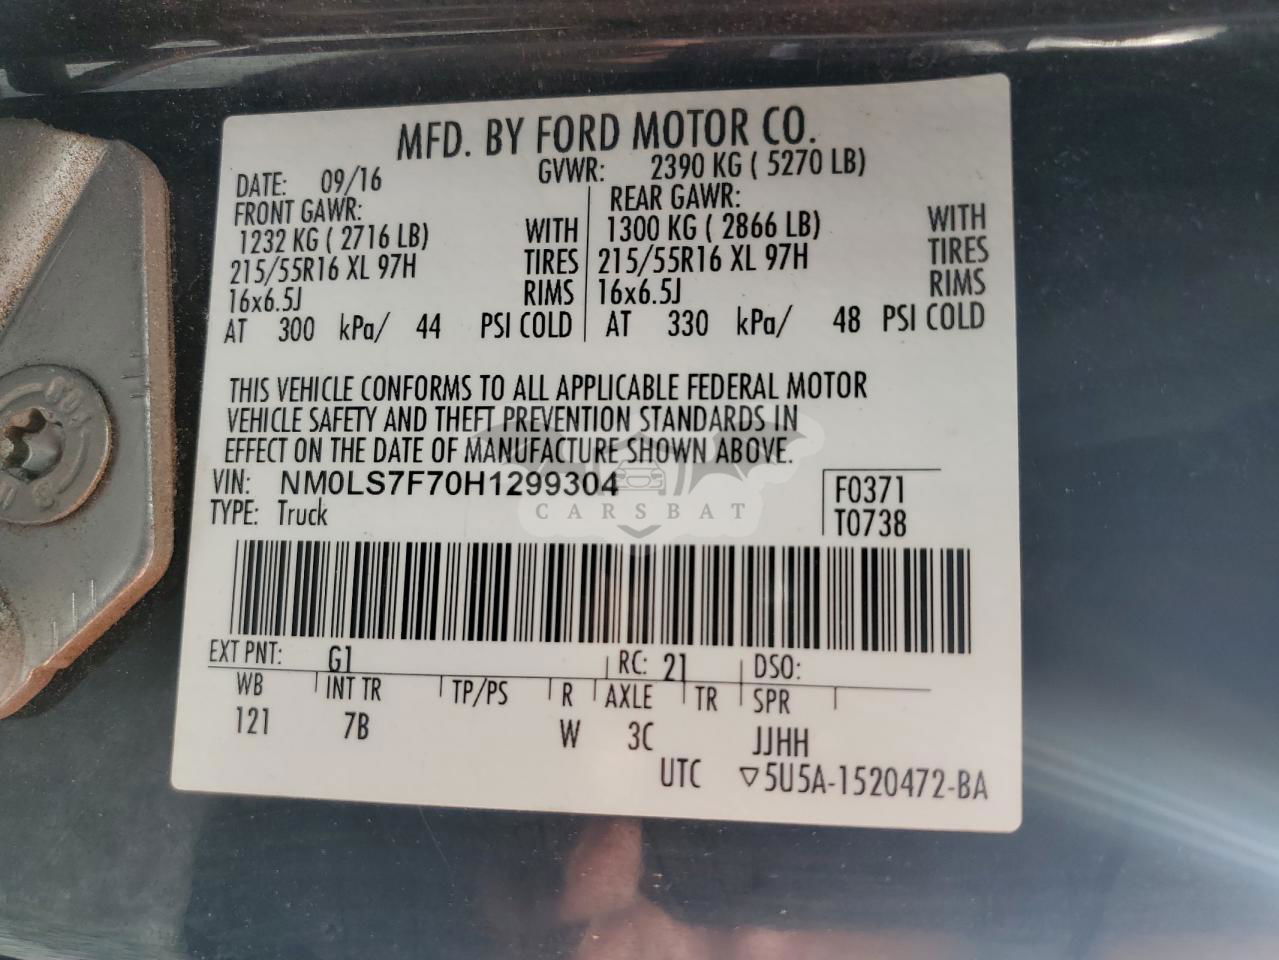 MFD. BY FORD MOTOR CO.
DATE: 09/16 GVWR: 2390 KG ( 5270 LB)
FRONT GAWR:
1232 KG ( 2716 LB) WITH
215/55R16 XL 97H TIRES
16x6.5J RIMS
AT 300 kPa/ 44 PSI COLD
REAR GAWR:
1300 KG ( 2866 LB) WITH
215/55R16 XL 97H TIRES
16x6.5J RIMS
AT 330 kPa/ 48 PSI COLD
THIS VEHICLE CONFORMS TO ALL APPLICABLE FEDERAL MOTOR
VEHICLE SAFETY AND THEFT PREVENTION STANDARDS IN
EFFECT ON THE DATE OF MANUFACTURE SHOWN ABOVE.
VIN: NM0LS7F70H1299304
TYPE: Truck
F0371
T0738
CARSBAT
EXT PNT: G1 RC: 21 DSO:
WB INT TR TP/PS R AXLE TR SPR
121 7B W 3C JJHH
UTC ▽5U5A-1520472-BA